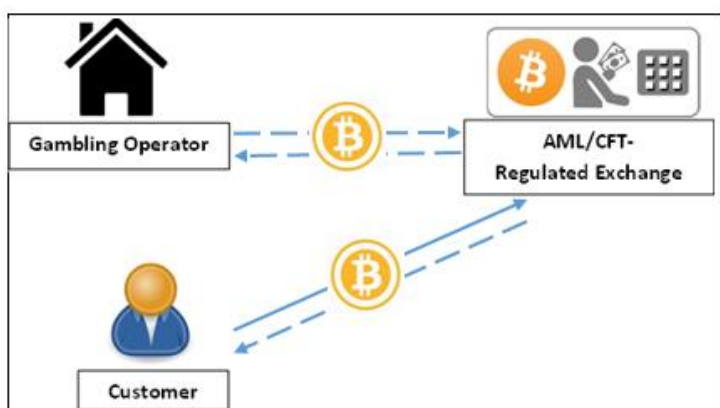 Gambling Operator
AML/CFT-
Regulated Exchange
Customer